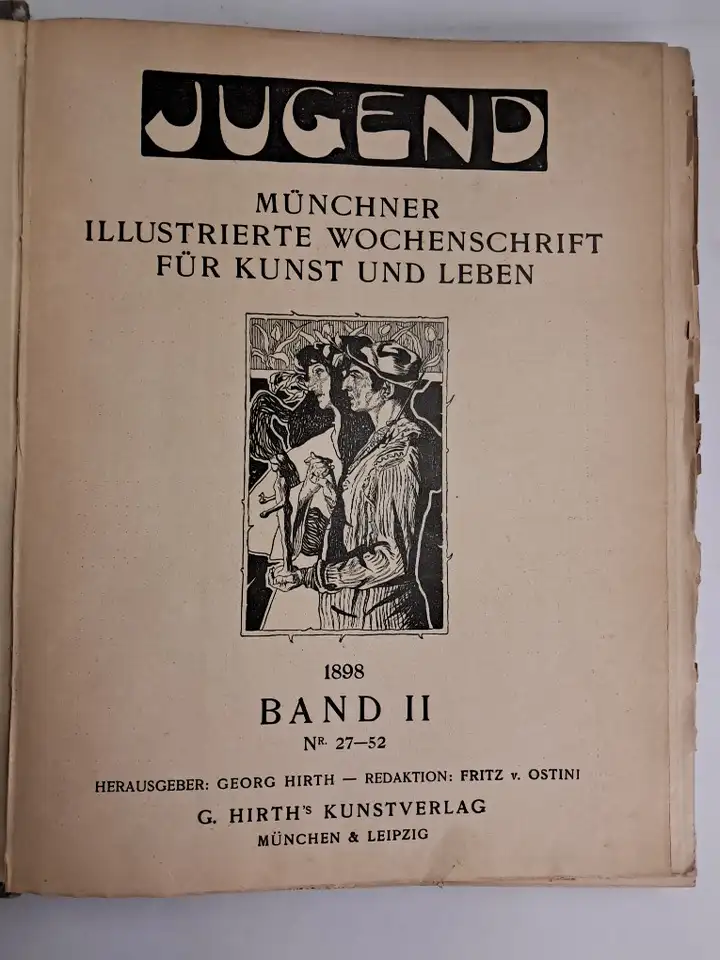 JUGEND
MÜNCHNER
ILLUSTRIERTE WOCHENSCHRIFT
FÜR KUNST UND LEBEN
1898
BAND II
NR. 27—52
HERAUSGEBER: GEORG HIRTH — REDAKTION: FRITZ v. OSTINI
G. HIRTH's KUNSTVERLAG
MÜNCHEN & LEIPZIG